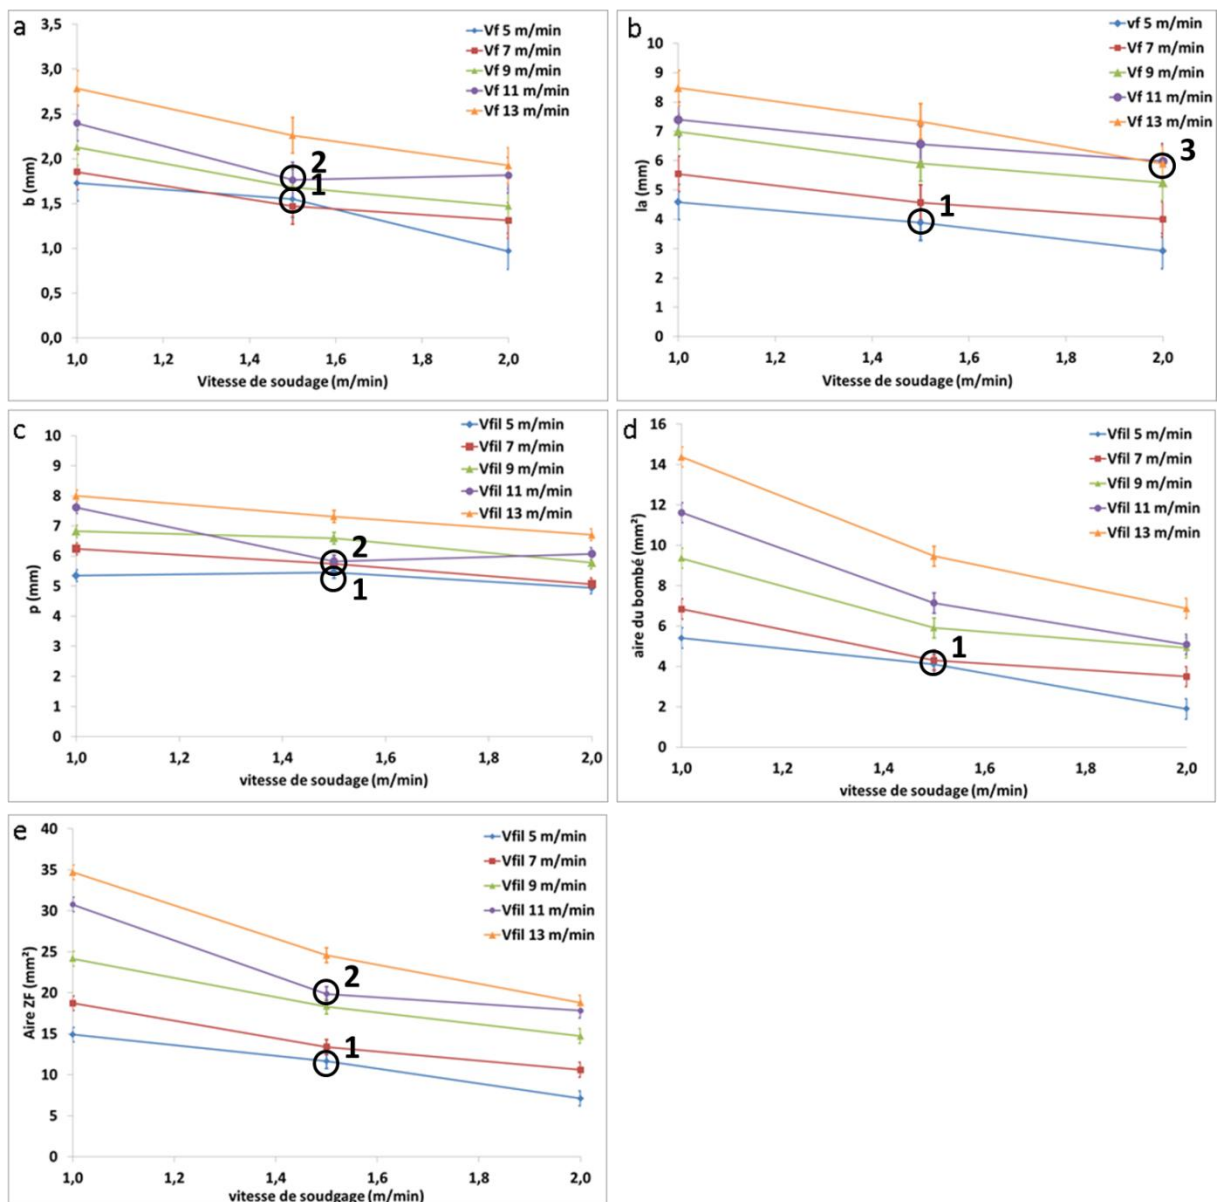 a
3,5
3,0
2,5
2,0
1,5
1,0
0,5
0,0
b (mm)
Vf 5 m/min
Vf 7 m/min
Vf 9 m/min
Vf 11 m/min
Vf 13 m/min
2
1
1,0 1,2 1,4 1,6 1,8 2,0
Vitesse de soudage (m/min)
b
10
9
8
7
6
5
4
3
2
1
0
la (mm)
vf 5 m/min
Vf 7 m/min
Vf 9 m/min
Vf 11 m/min
Vf 13 m/min
3
1
1,0 1,2 1,4 1,6 1,8 2,0
Vitesse de soudage (m/min)
c
10
9
8
7
6
5
4
3
2
1
0
p (mm)
Vfil 5 m/min
Vfil 7 m/min
Vfil 9 m/min
Vfil 11 m/min
Vfil 13 m/min
2
1
1,0 1,2 1,4 1,6 1,8 2,0
vitesse de soudage (m/min)
d
16
14
12
10
8
6
4
2
0
aire du bombé (mm²)
Vfil 5 m/min
Vfil 7 m/min
Vfil 9 m/min
Vfil 11 m/min
Vfil 13 m/min
1
1,0 1,2 1,4 1,6 1,8 2,0
vitesse de soudage (m/min)
e
40
35
30
25
20
15
10
5
0
Aire ZF (mm²)
Vfil 5 m/min
Vfil 7 m/min
Vfil 9 m/min
Vfil 11 m/min
Vfil 13 m/min
2
1
1,0 1,2 1,4 1,6 1,8 2,0
vitesse de soudgage (m/min)